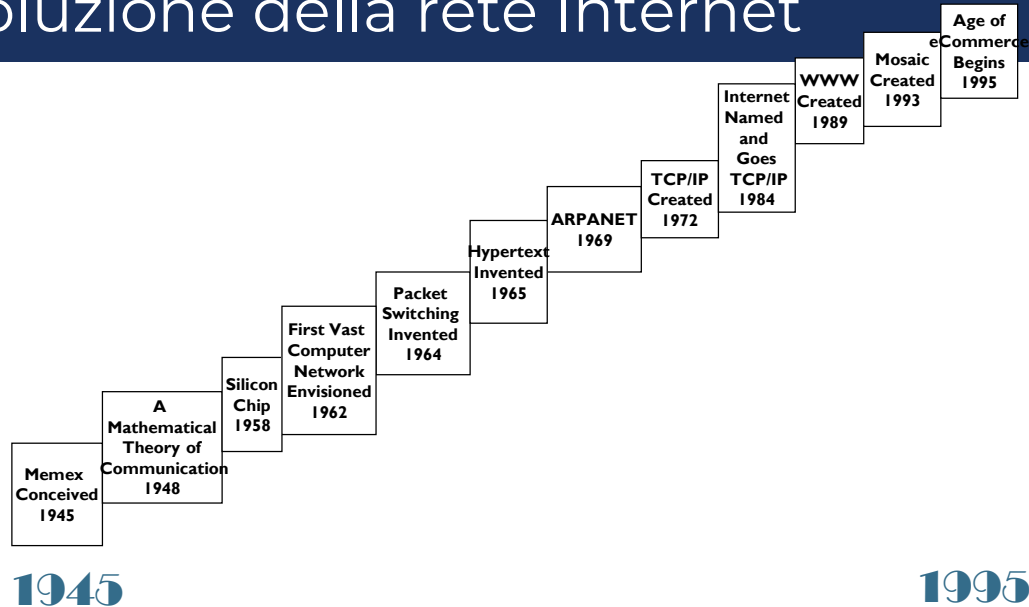 oluzione della rete Internet
Memex
Conceived
1945
A
Mathematical
Theory of
Communication
1948
Silicon
Chip
1958
First Vast
Computer
Network
Envisioned
1962
Packet
Switching
Invented
1964
Hypertext
Invented
1965
ARPANET
1969
TCP/IP
Created
1972
Internet
Named
and
Goes
TCP/IP
1984
WWW
Created
1989
Mosaic
Created
1993
Age of
eCommerce
Begins
1995
1945
1995